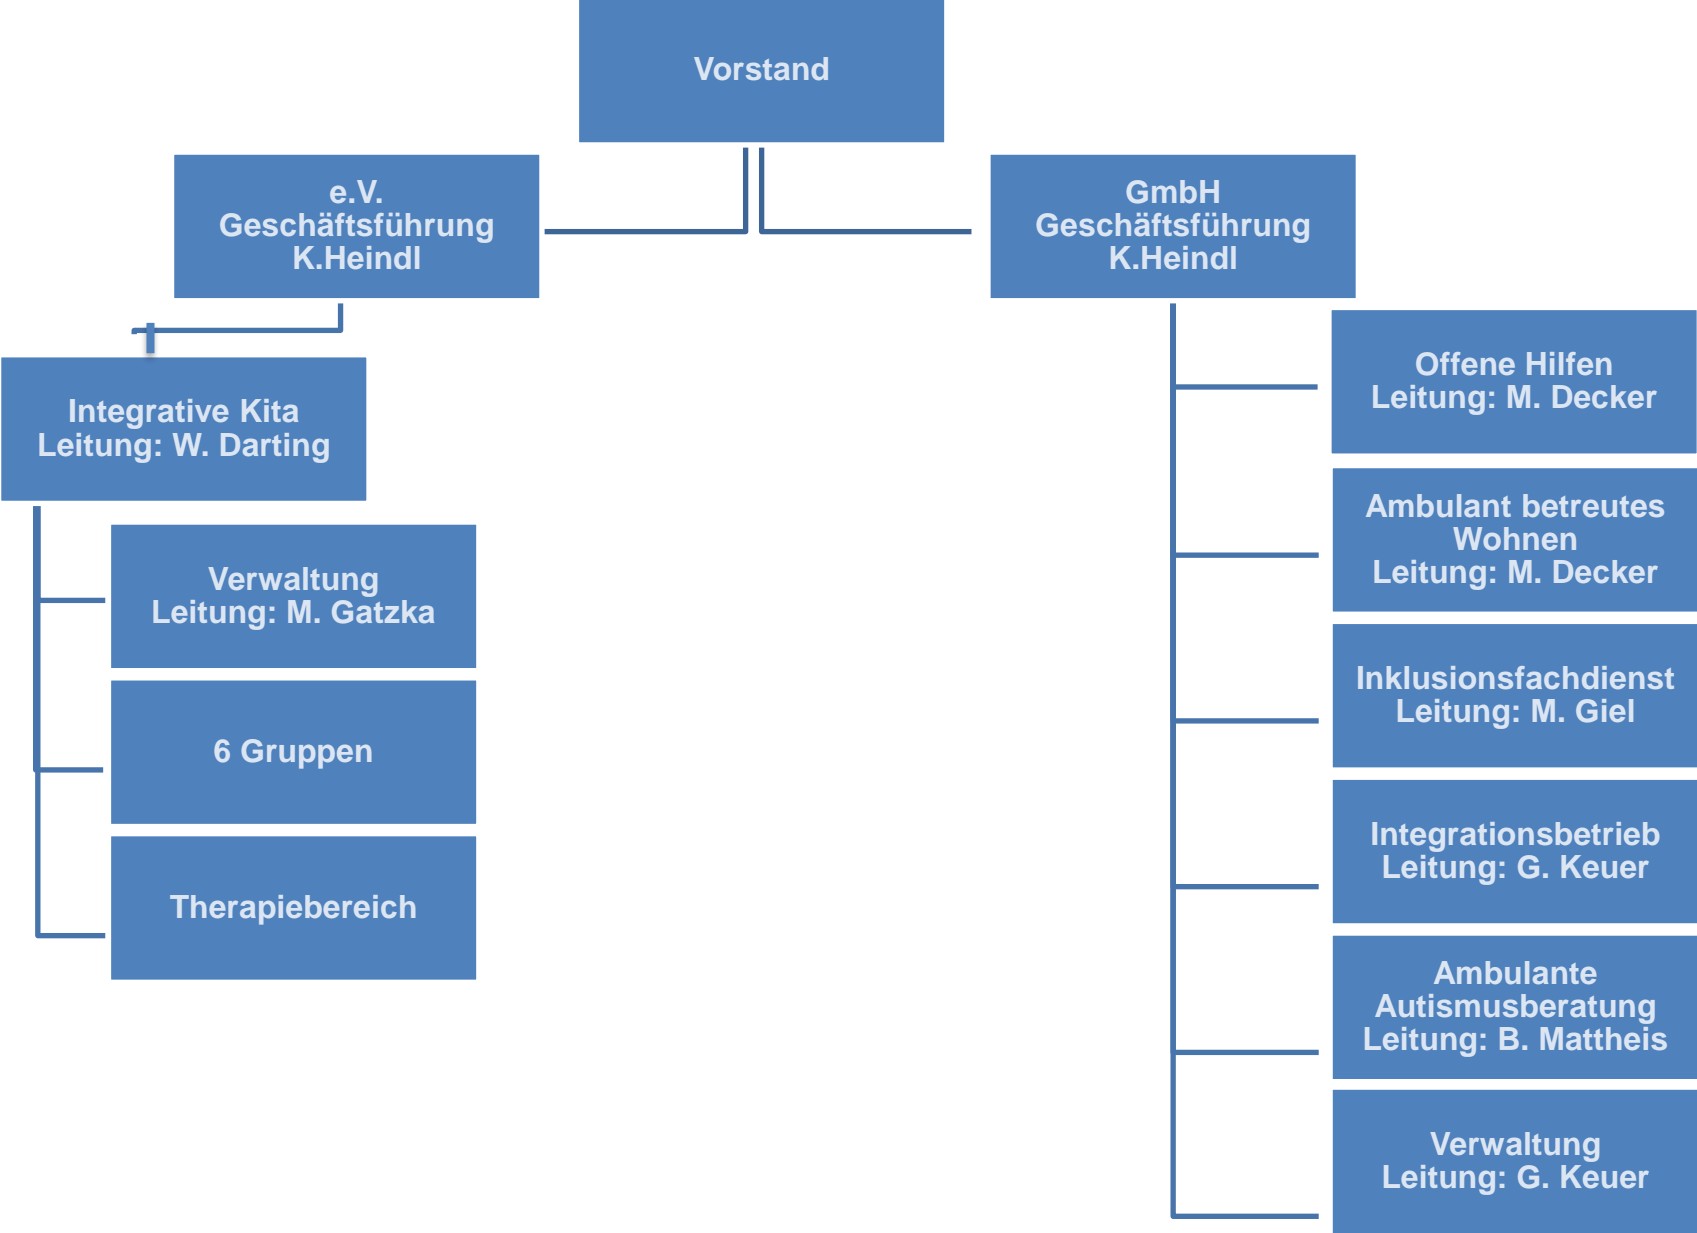 Vorstand
e.V.
Geschäftsführung
K.Heindl
GmbH
Geschäftsführung
K.Heindl
Integrative Kita
Leitung: W. Darting
Verwaltung
Leitung: M. Gatzka
6 Gruppen
Therapiebereich
Offene Hilfen
Leitung: M. Decker
Ambulant betreutes
Wohnen
Leitung: M. Decker
Inklusionsfachdienst
Leitung: M. Giel
Integrationsbetrieb
Leitung: G. Keuer
Ambulante
Autismusberatung
Leitung: B. Mattheis
Verwaltung
Leitung: G. Keuer